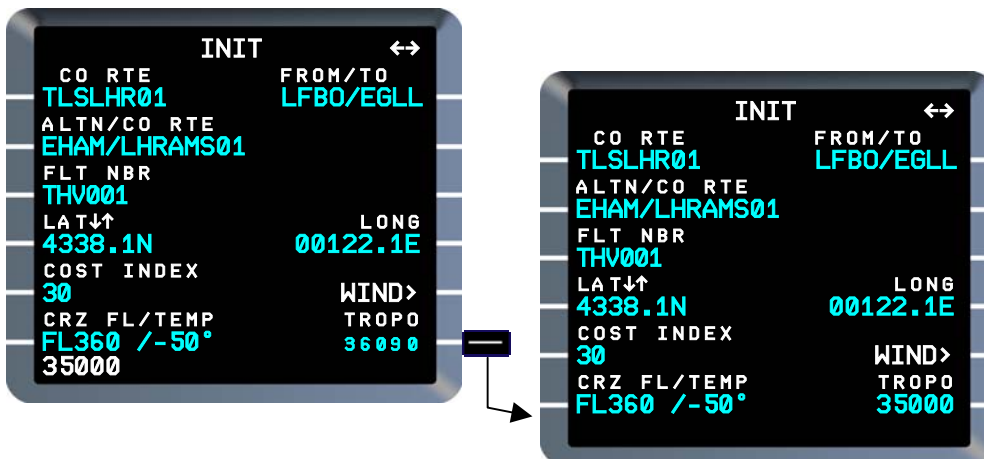 INIT ↔
CO RTE FROM/TO
TLSLHR01 LFBO/EGLL
ALTN/CO RTE
EHAM/LHRAMS01
FLT NBR
THV001
LAT↓↑ LONG
4338.1N 00122.1E
COST INDEX
30 WIND>
CRZ FL/TEMP TROPO
FL360 /-50° 36090
35000
INIT ↔
CO RTE FROM/TO
TLSLHR01 LFBO/EGLL
ALTN/CO RTE
EHAM/LHRAMS01
FLT NBR
THV001
LAT↓↑ LONG
4338.1N 00122.1E
COST INDEX
30 WIND>
CRZ FL/TEMP TROPO
FL360 /-50° 35000